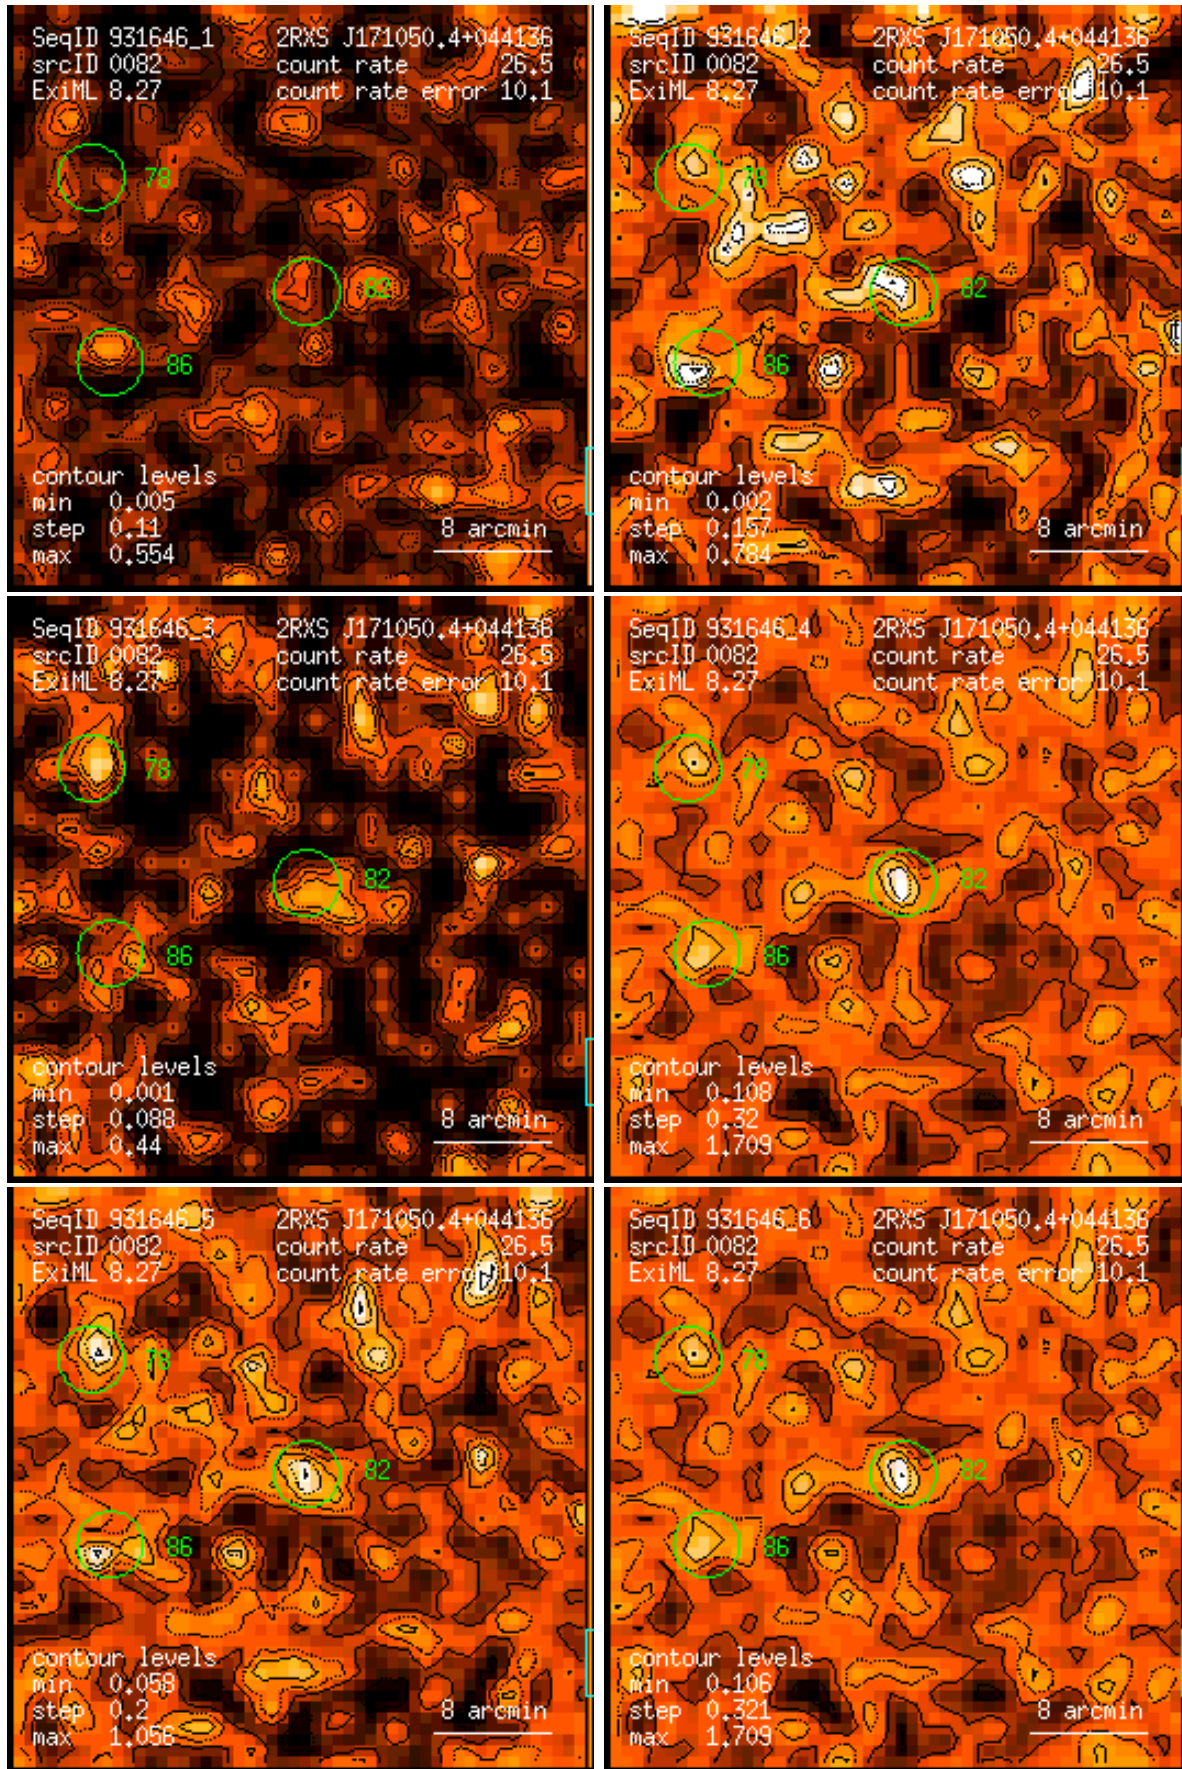 SeqID 931646_1 2RXS J171050.4+044136
srcID 0082 count rate 26.5
ExiML 8.27 count rate error 10.1
78
82
86
contour levels
min 0.005
step 0.11 8 arcmin
max 0.554
SeqID 931646_2 2RXS J171050.4+044136
srcID 0082 count rate 26.5
ExiML 8.27 count rate error 10.1
78
82
86
contour levels
min 0.002
step 0.157 8 arcmin
max 0.784
SeqID 931646_3 2RXS J171050.4+044136
srcID 0082 count rate 26.5
ExiML 8.27 count rate error 10.1
78
82
86
contour levels
min 0.001
step 0.088 8 arcmin
max 0.44
SeqID 931646_4 2RXS J171050.4+044136
srcID 0082 count rate 26.5
ExiML 8.27 count rate error 10.1
78
82
86
contour levels
min 0.108
step 0.32 8 arcmin
max 1.709
SeqID 931646_5 2RXS J171050.4+044136
srcID 0082 count rate 26.5
ExiML 8.27 count rate error 10.1
78
82
86
contour levels
min 0.058
step 0.2 8 arcmin
max 1.056
SeqID 931646_6 2RXS J171050.4+044136
srcID 0082 count rate 26.5
ExiML 8.27 count rate error 10.1
78
82
86
contour levels
min 0.106
step 0.321 8 arcmin
max 1.709